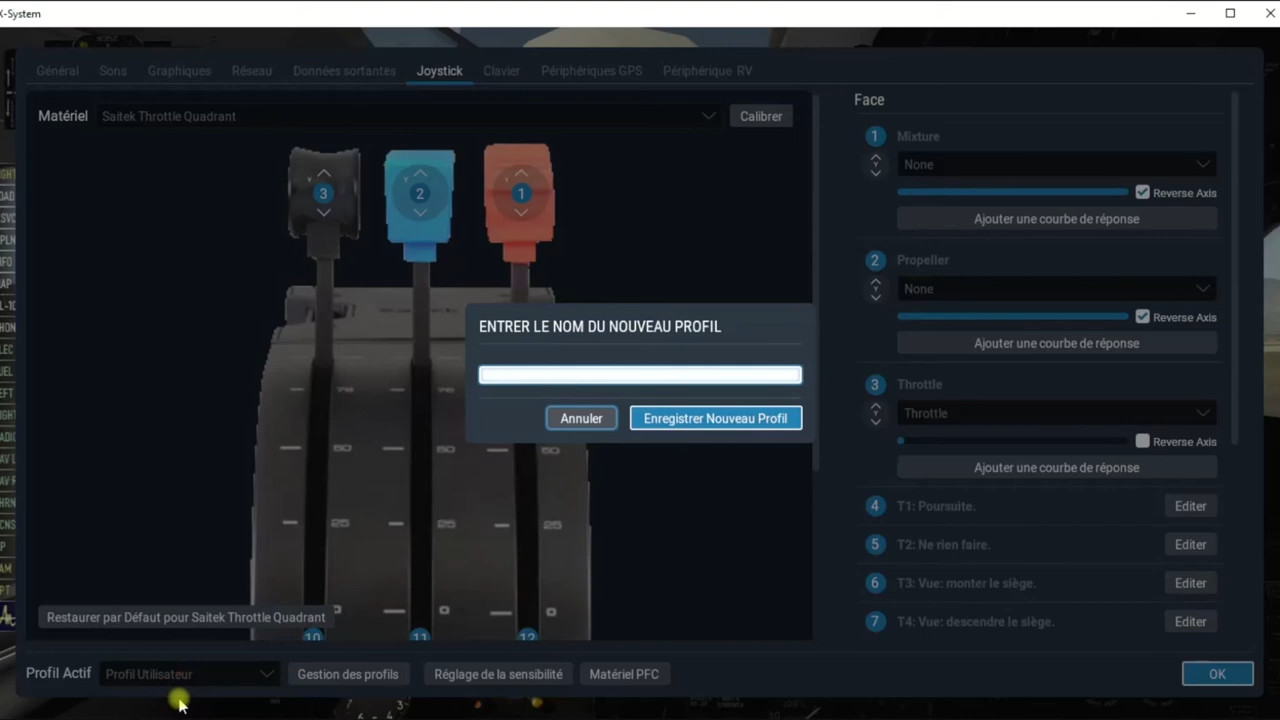 X-System
Général Sons Graphiques Réseau Données sortantes Joystick Clavier Périphériques GPS Périphérique RV
Matériel Saitek Throttle Quadrant Calibrer
3 2 1
75 75
50 50
25 25
0 0 0
10 11 12
Restaurer par Défaut pour Saitek Throttle Quadrant
ENTRER LE NOM DU NOUVEAU PROFIL
Annuler Enregistrer Nouveau Profil
Face
1 Mixture
None
Reverse Axis
Ajouter une courbe de réponse
2 Propeller
None
Reverse Axis
Ajouter une courbe de réponse
3 Throttle
Throttle
Reverse Axis
Ajouter une courbe de réponse
4 T1: Poursuite. Editer
5 T2: Ne rien faire. Editer
6 T3: Vue: monter le siège. Editer
7 T4: Vue: descendre le siège. Editer
Profil Actif Profil Utilisateur Gestion des profils Réglage de la sensibilité Matériel PFC OK